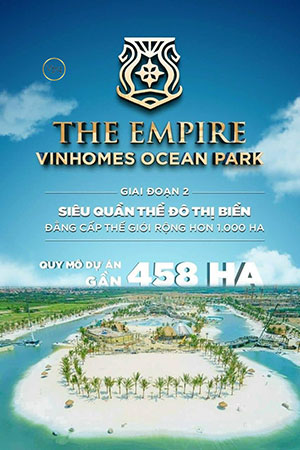 THE EMPIRE
VINHOMES OCEAN PARK
GIAI ĐOẠN 2
SIÊU QUẦN THỂ ĐÔ THỊ BIỂN
ĐẲNG CẤP THẾ GIỚI RỘNG HƠN 1.000 HA
QUY MÔ DỰ ÁN
GẦN 458 HA